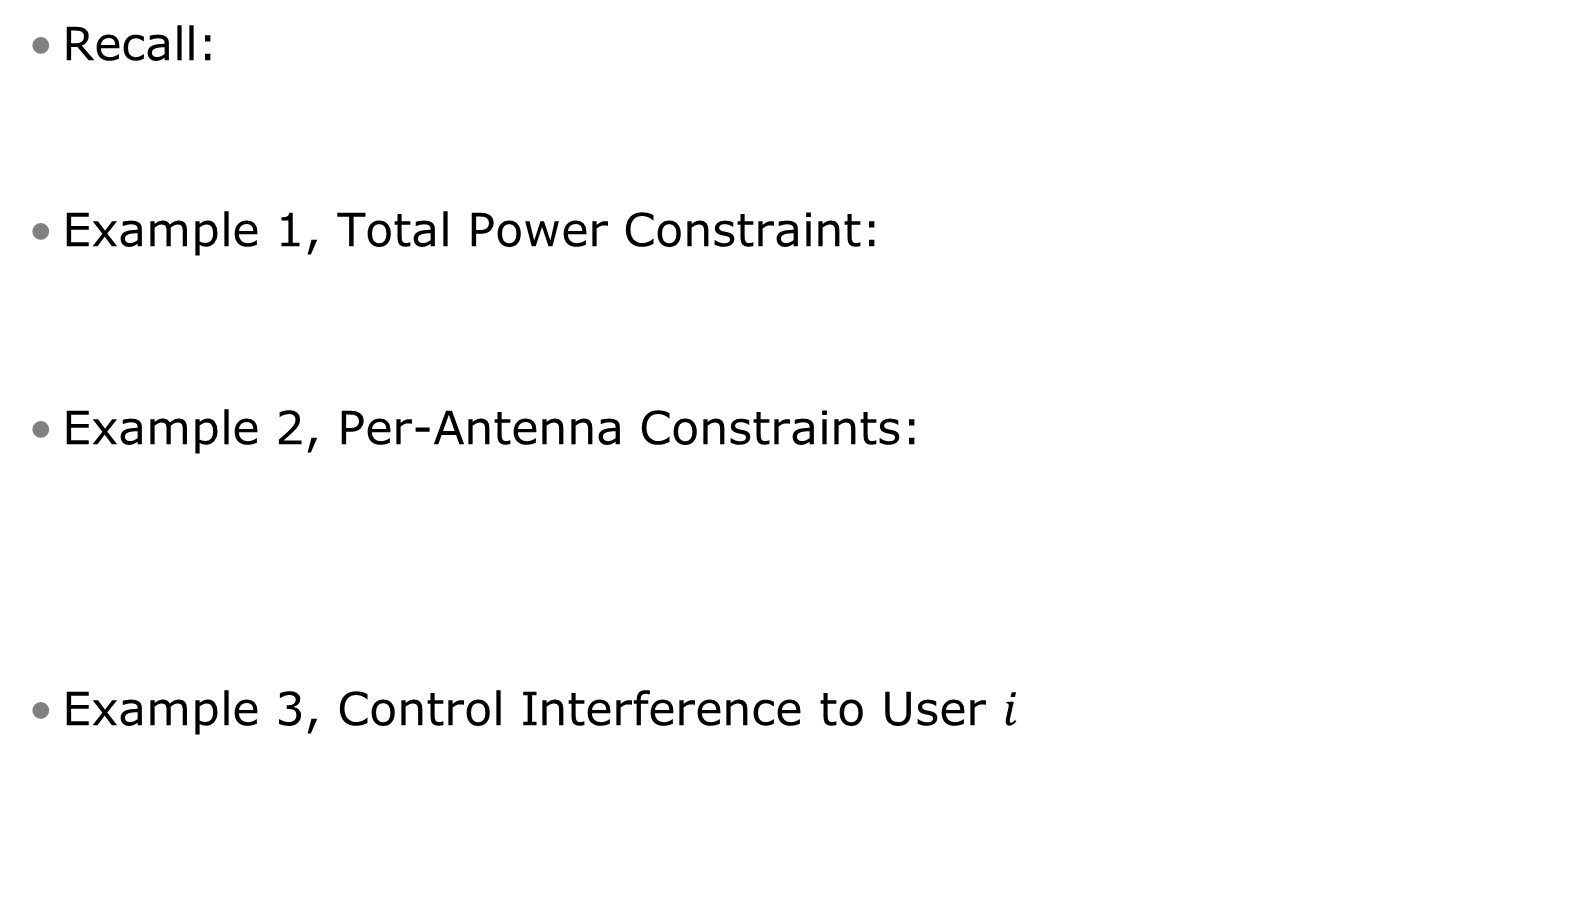 • Recall:
• Example 1, Total Power Constraint:
• Example 2, Per-Antenna Constraints:
• Example 3, Control Interference to User i